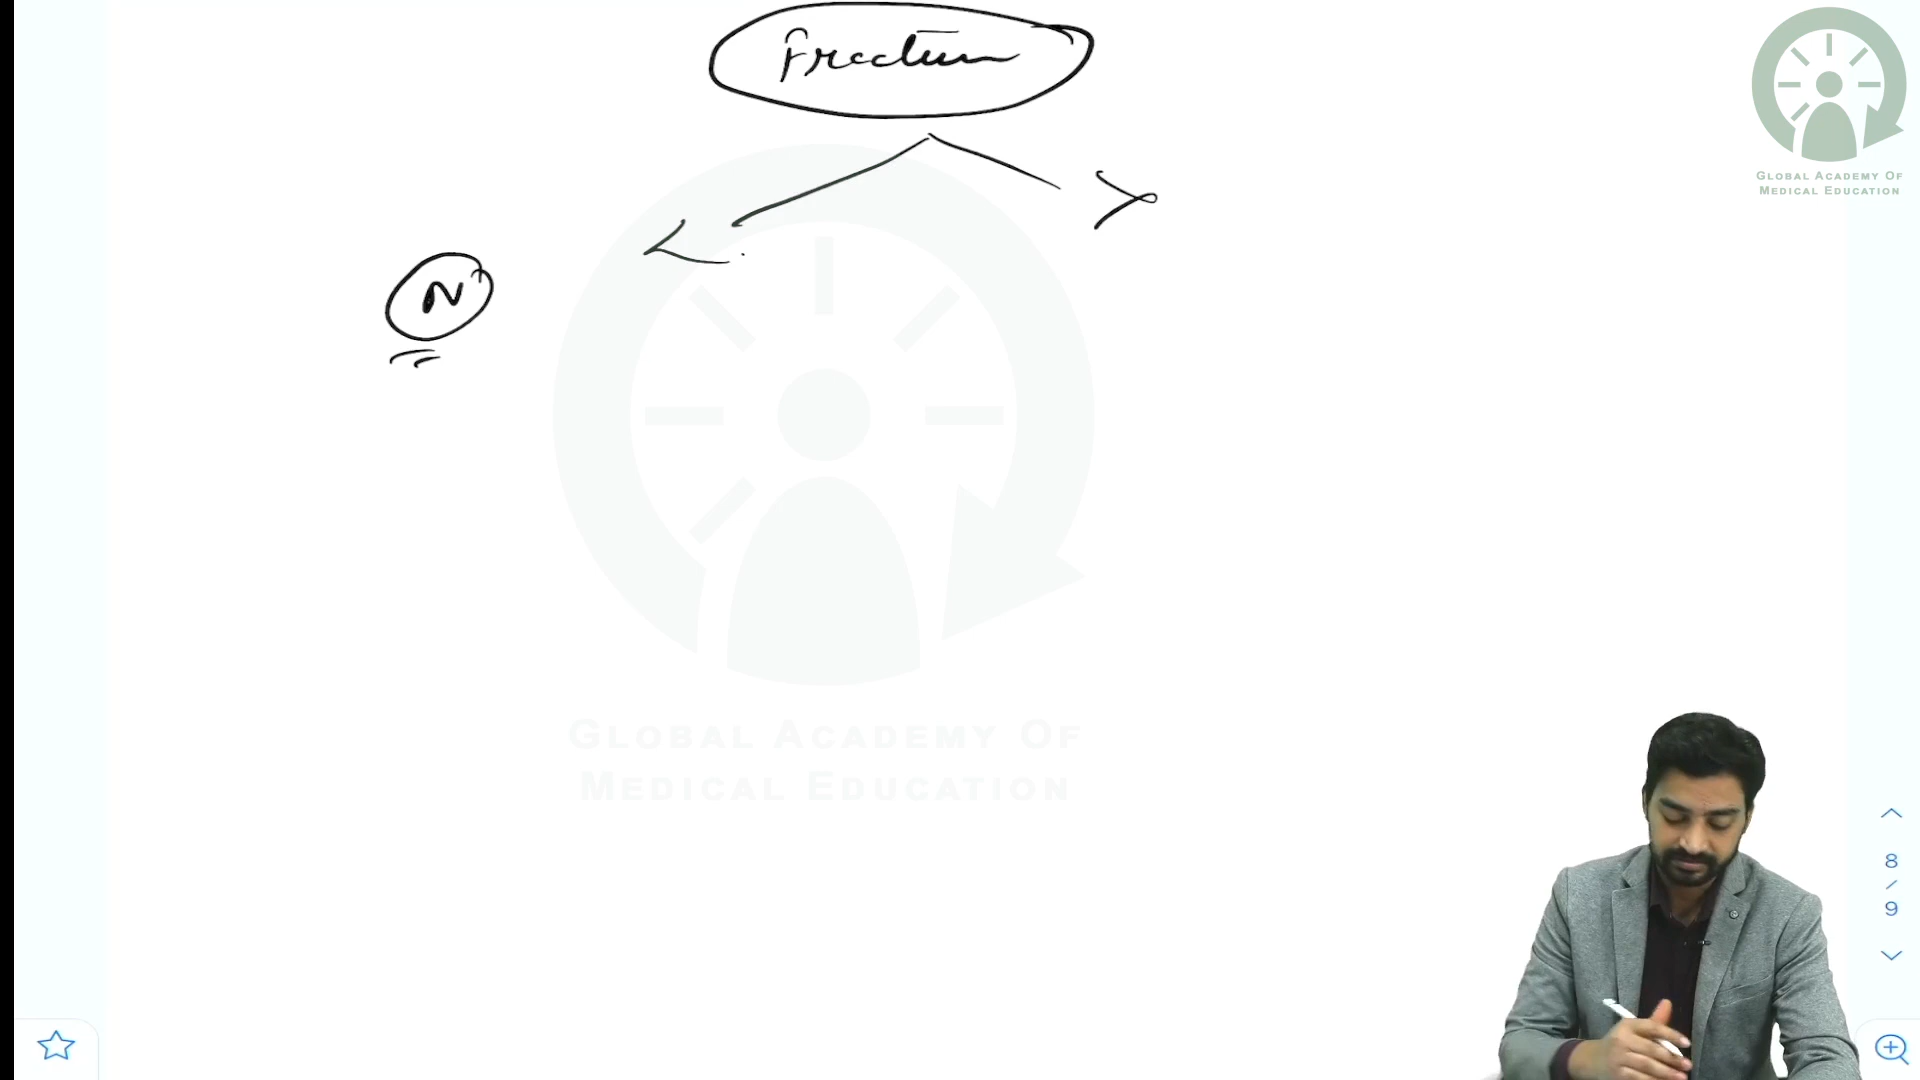 Fracture
N
GLOBAL ACADEMY OF
MEDICAL EDUCATION
GLOBAL ACADEMY OF
MEDICAL EDUCATION
8
/
9